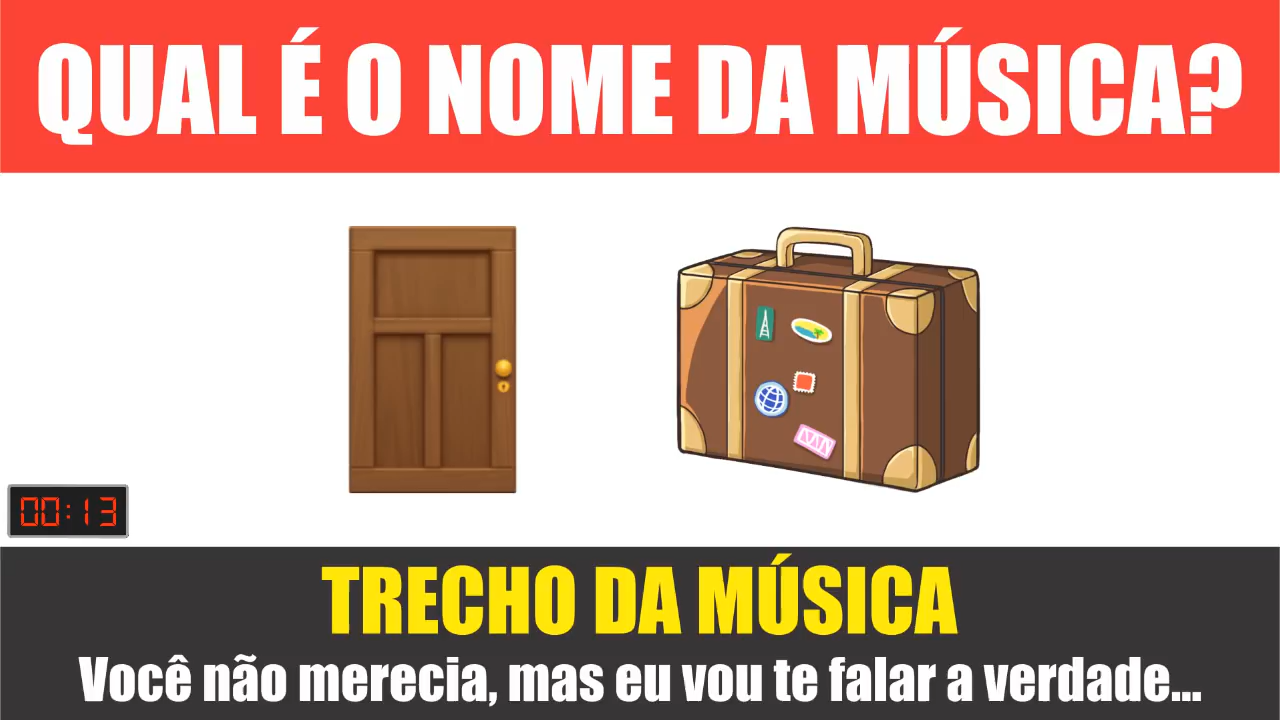 QUAL É O NOME DA MÚSICA?
00:13
TRECHO DA MÚSICA
Você não merecia, mas eu vou te falar a verdade...